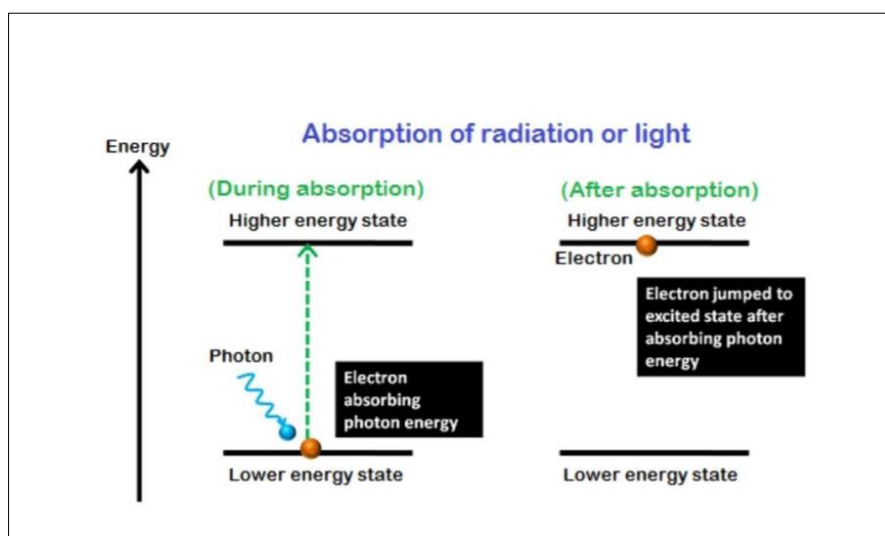 Absorption of radiation or light
Energy
(During absorption)
Higher energy state
Photon
Electron
absorbing
photon energy
Lower energy state
(After absorption)
Higher energy state
Electron
Electron jumped to
excited state after
absorbing photon
energy
Lower energy state